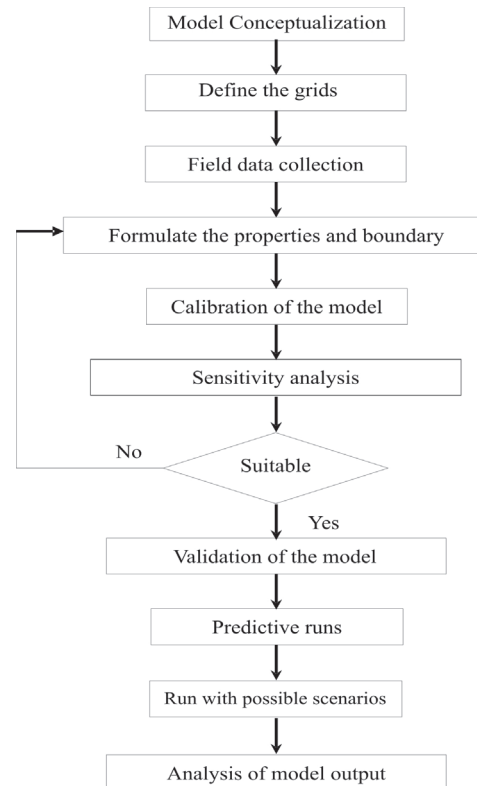 Model Conceptualization
Define the grids
Field data collection
Formulate the properties and boundary
Calibration of the model
Sensitivity analysis
No
Suitable
Yes
Validation of the model
Predictive runs
Run with possible scenarios
Analysis of model output